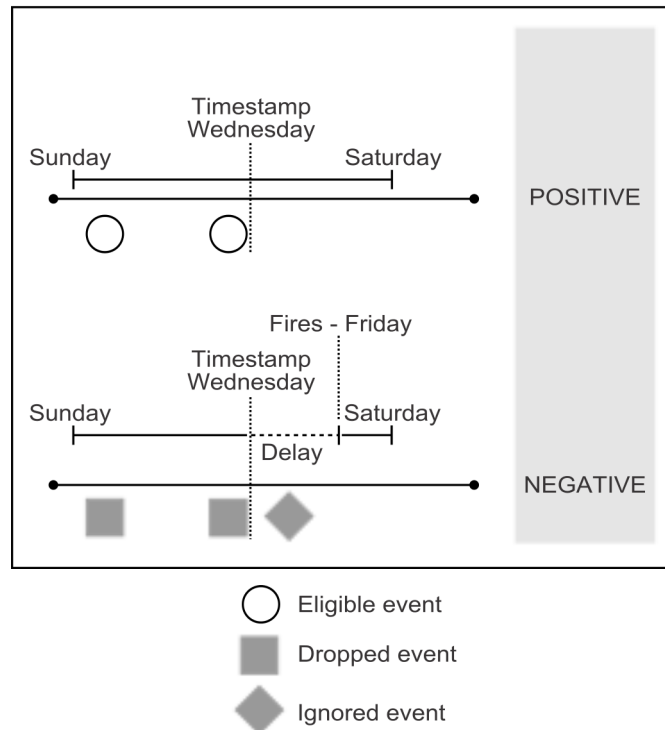 Timestamp
Wednesday
Sunday
Saturday
POSITIVE
Fires - Friday
Timestamp
Wednesday
Sunday
Saturday
Delay
NEGATIVE
Eligible event
Dropped event
Ignored event